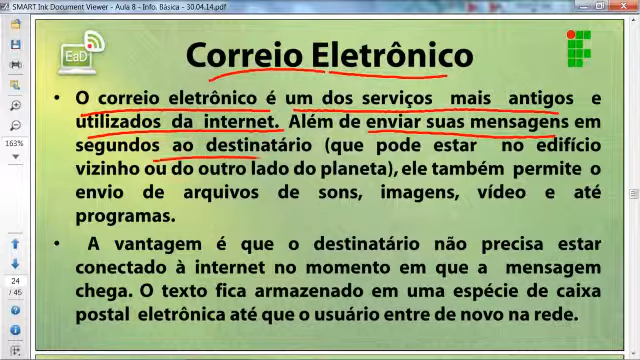 SMART Ink Document Viewer - Aula 8 - Info. Básica - 30.04.14.pdf
EaD
Correio Eletrônico
• O correio eletrônico é um dos serviços mais antigos e
utilizados da internet. Além de enviar suas mensagens em
segundos ao destinatário (que pode estar no edifício
vizinho ou do outro lado do planeta), ele também permite o
envio de arquivos de sons, imagens, vídeo e até
programas.
• A vantagem é que o destinatário não precisa estar
conectado à internet no momento em que a mensagem
chega. O texto fica armazenado em uma espécie de caixa
postal eletrônica até que o usuário entre de novo na rede.
163%
24
/ 46